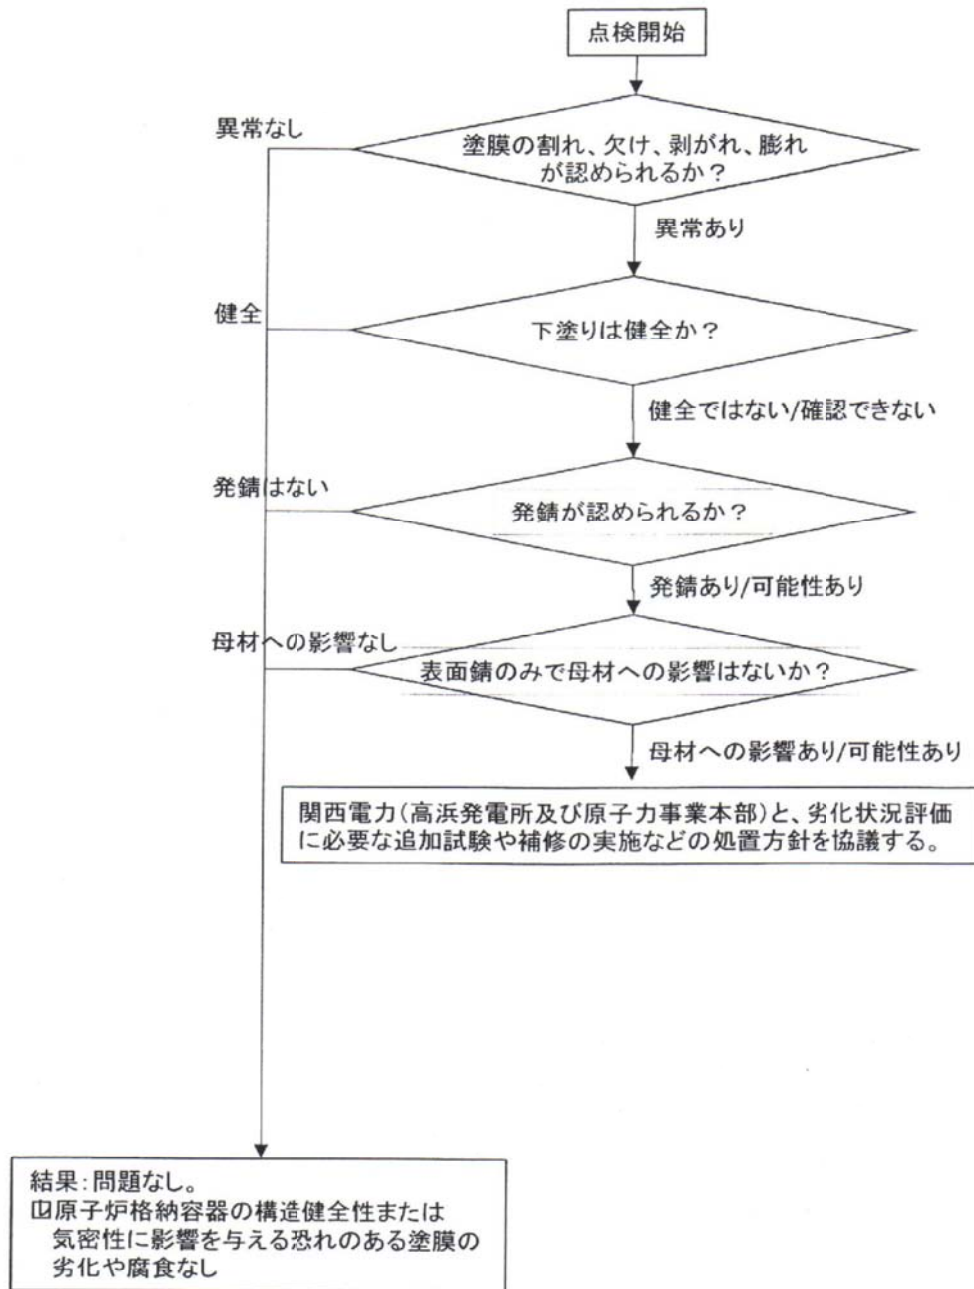 点検開始
異常なし
塗膜の割れ、欠け、剥がれ、膨れ
が認められるか？
異常あり
健全
下塗りは健全か？
健全ではない/確認できない
発錆はない
発錆が認められるか？
発錆あり/可能性あり
母材への影響なし
表面錆のみで母材への影響はないか？
母材への影響あり/可能性あり
関西電力（高浜発電所及び原子力事業本部）と、劣化状況評価
に必要な追加試験や補修の実施などの処置方針を協議する。
結果：問題なし。
原子炉格納容器の構造健全性または
気密性に影響を与える恐れのある塗膜の
劣化や腐食なし